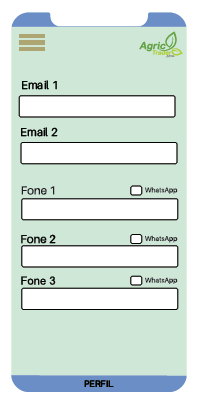 Agric
Email 1
Email 2
Fone 1 WhatsApp
Fone 2 WhatsApp
Fone 3 WhatsApp
PERFIL